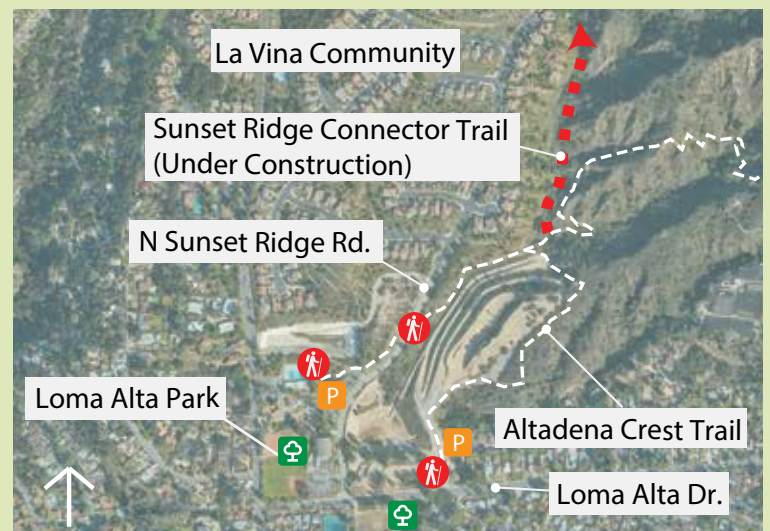 La Vina Community
Sunset Ridge Connector Trail
(Under Construction)
N Sunset Ridge Rd.
Loma Alta Park
P
P
Altadena Crest Trail
Loma Alta Dr.